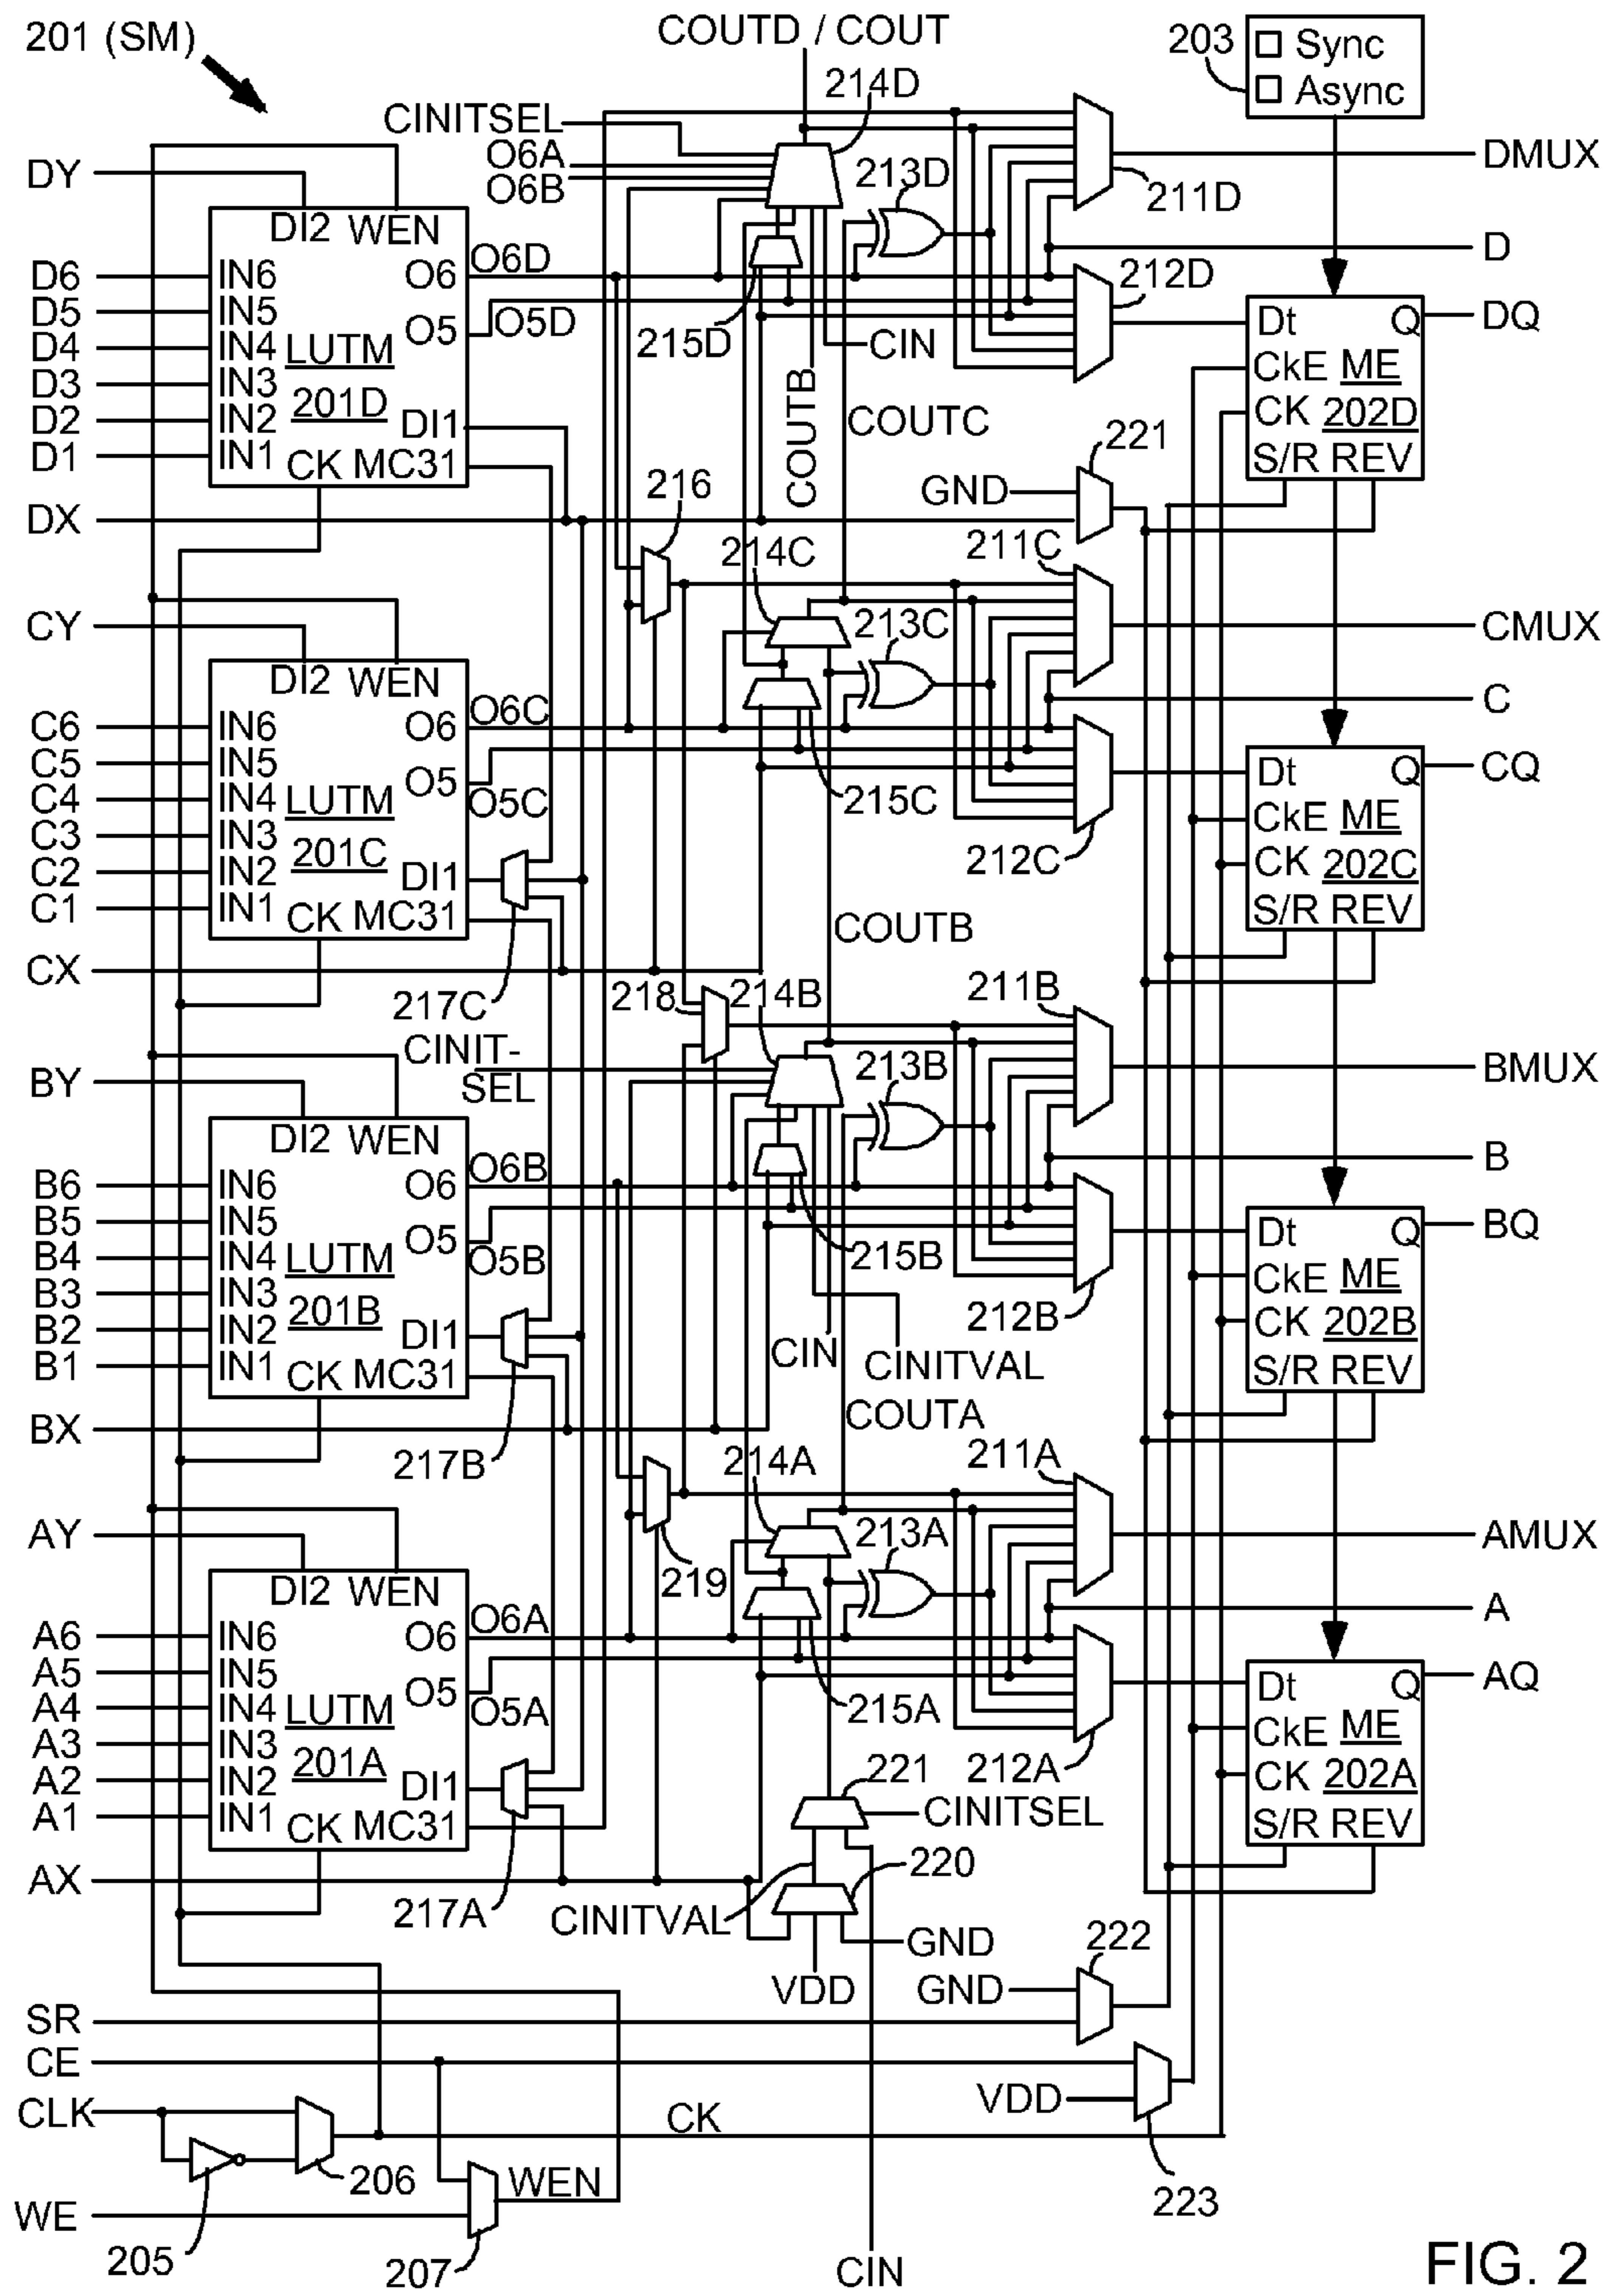 201 (SM)
COUTD / COUT
203
Sync
Async
214D
CINITSEL
O6A
O6B
213D
DMUX
211D
DY
DI2 WEN
D6
D5
D4
D3
D2
D1
IN6
IN5
IN4
IN3
IN2
IN1
LUTM
201D
O6
O5
DI1
CK MC31
O6D
O5D
215D
CIN
COUTB
COUTC
212D
D
Dt
Q
DQ
CkE ME
CK 202D
S/R REV
221
GND
DX
216
214C
211C
213C
CMUX
CY
DI2 WEN
C6
C5
C4
C3
C2
C1
IN6
IN5
IN4
IN3
IN2
IN1
LUTM
201C
O6
O5
DI1
CK MC31
O6C
O5C
215C
212C
C
Dt
Q
CQ
CkE ME
CK 202C
S/R REV
COUTB
CX
217C
218
214B
211B
CINIT-
SEL
213B
BMUX
BY
DI2 WEN
B6
B5
B4
B3
B2
B1
IN6
IN5
IN4
IN3
IN2
IN1
LUTM
201B
O6
O5
DI1
CK MC31
O6B
O5B
215B
212B
CIN
CINITVAL
COUTA
B
Dt
Q
BQ
CkE ME
CK 202B
S/R REV
BX
217B
214A
211A
213A
219
AMUX
AY
DI2 WEN
A6
A5
A4
A3
A2
A1
IN6
IN5
IN4
IN3
IN2
IN1
LUTM
201A
O6
O5
DI1
CK MC31
O6A
O5A
215A
212A
221
CINITSEL
A
Dt
Q
AQ
CkE ME
CK 202A
S/R REV
AX
217A
CINITVAL
220
GND
VDD
222
GND
SR
CE
VDD
CLK
CK
206
WEN
223
WE
205
207
CIN
FIG. 2